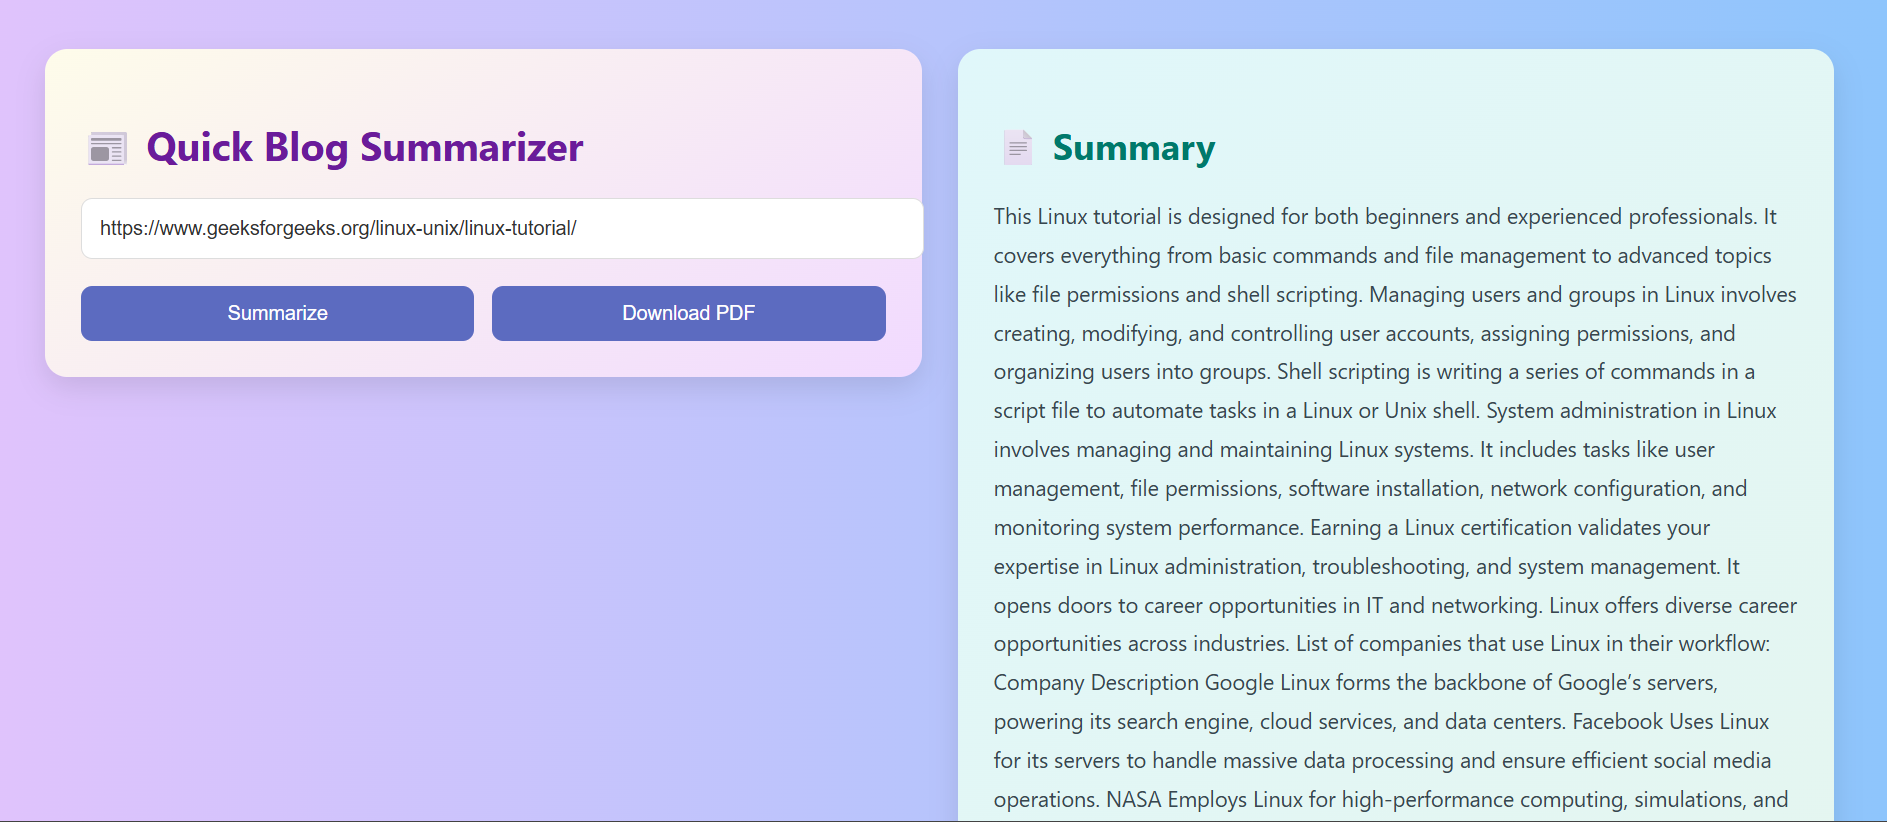 Quick Blog Summarizer
https://www.geeksforgeeks.org/linux-unix/linux-tutorial/
Summarize
Download PDF
Summary
This Linux tutorial is designed for both beginners and experienced professionals. It
covers everything from basic commands and file management to advanced topics
like file permissions and shell scripting. Managing users and groups in Linux involves
creating, modifying, and controlling user accounts, assigning permissions, and
organizing users into groups. Shell scripting is writing a series of commands in a
script file to automate tasks in a Linux or Unix shell. System administration in Linux
involves managing and maintaining Linux systems. It includes tasks like user
management, file permissions, software installation, network configuration, and
monitoring system performance. Earning a Linux certification validates your
expertise in Linux administration, troubleshooting, and system management. It
opens doors to career opportunities in IT and networking. Linux offers diverse career
opportunities across industries. List of companies that use Linux in their workflow:
Company Description Google Linux forms the backbone of Google’s servers,
powering its search engine, cloud services, and data centers. Facebook Uses Linux
for its servers to handle massive data processing and ensure efficient social media
operations. NASA Employs Linux for high-performance computing, simulations, and